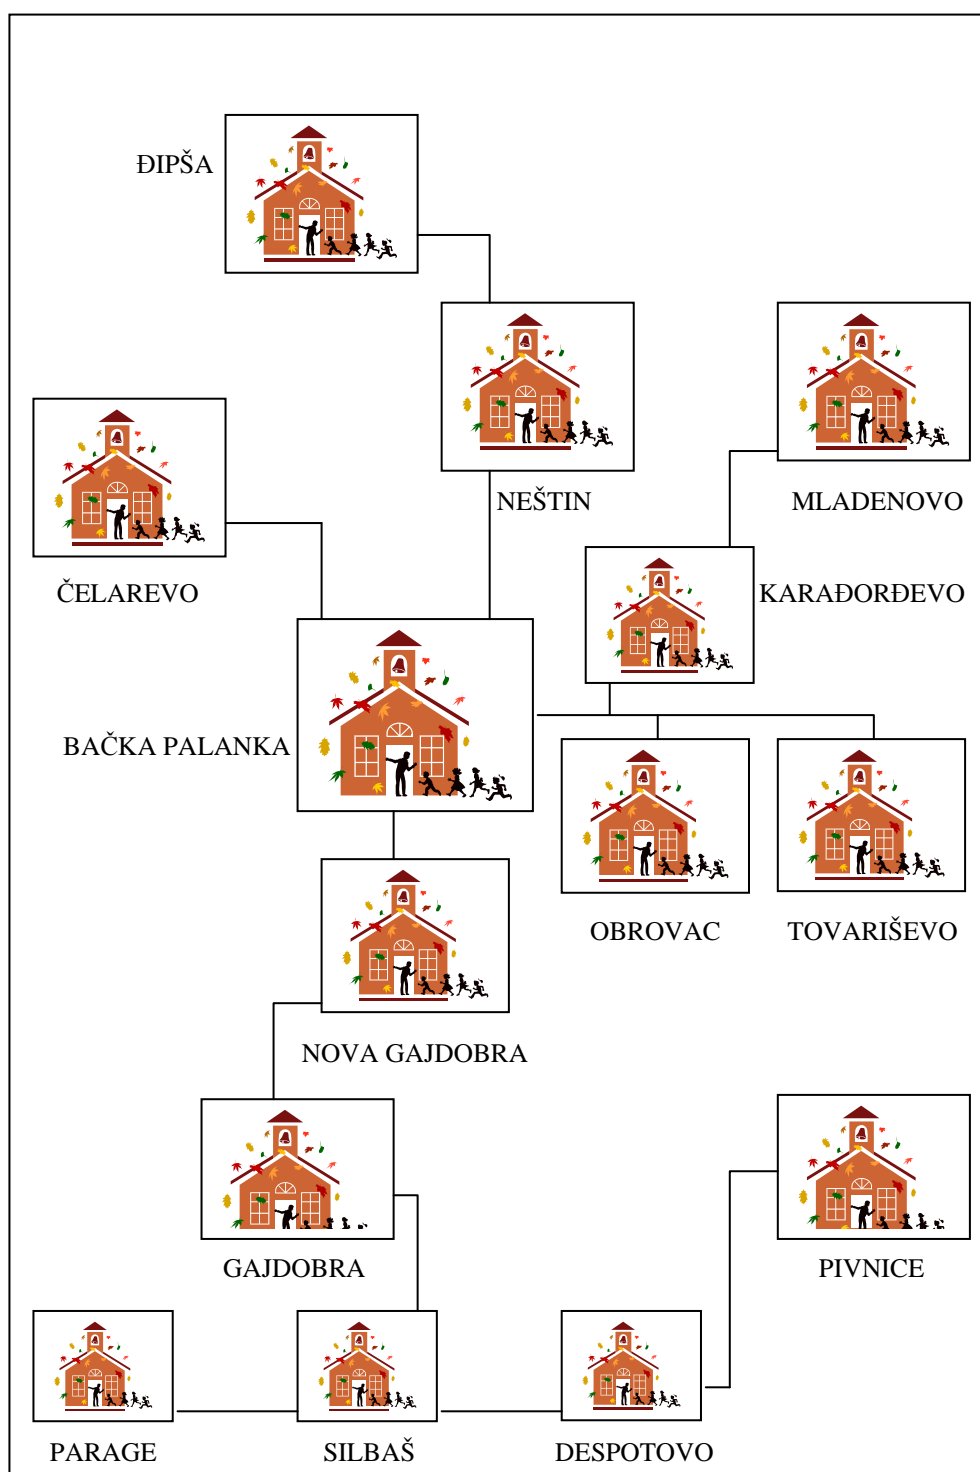 ĐIPŠA
NEŠTIN
MLADENOVO
ČELAREVO
KARAĐORĐEVO
BAČKA PALANKA
OBROVAC
TOVARIŠEVO
NOVA GAJDOBRA
GAJDOBRA
PIVNICE
PARAGE
SILBAŠ
DESPOTOVO